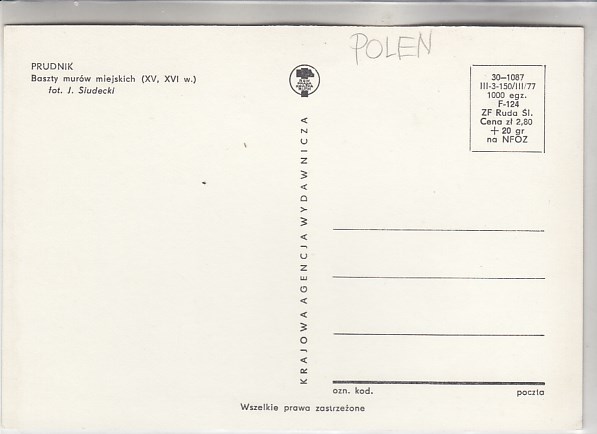 POLEN
PRUDNIK
Baszty murów miejskich (XV, XVI w.)
fot. J. Siudecki
KRAJOWA AGENCJA WYDAWNICZA
30—1087
III-3-150/III/77
1000 egz.
F-124
ZF Ruda Śl.
Cena zł 2,80
+ 20 gr
na NFOZ
ozn. kod.
poczta
Wszelkie prawa zastrzeżone